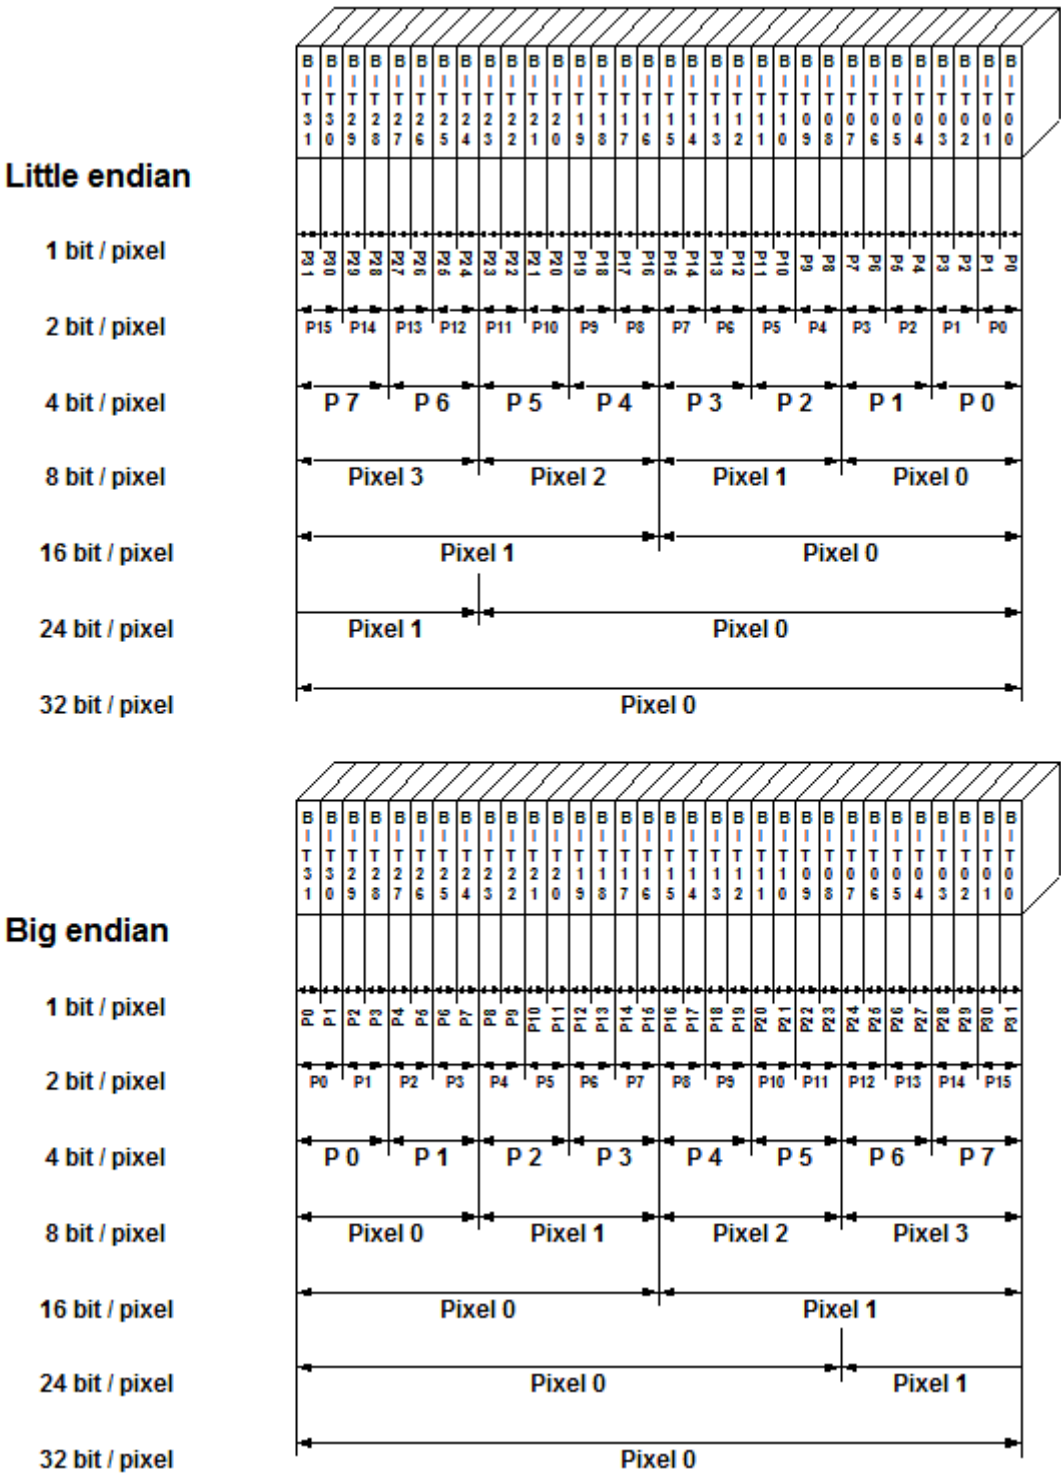 BIT31 BIT30 BIT29 BIT28 BIT27 BIT26 BIT25 BIT24 BIT23 BIT22 BIT21 BIT20 BIT19 BIT18 BIT17 BIT16 BIT15 BIT14 BIT13 BIT12 BIT11 BIT10 BIT09 BIT08 BIT07 BIT06 BIT05 BIT04 BIT03 BIT02 BIT01 BIT00
Little endian
1 bit / pixel P31 P30 P29 P28 P27 P26 P25 P24 P23 P22 P21 P20 P19 P18 P17 P16 P15 P14 P13 P12 P11 P10 P9 P8 P7 P6 P5 P4 P3 P2 P1 P0
2 bit / pixel P15 P14 P13 P12 P11 P10 P9 P8 P7 P6 P5 P4 P3 P2 P1 P0
4 bit / pixel P 7 P 6 P 5 P 4 P 3 P 2 P 1 P 0
8 bit / pixel Pixel 3 Pixel 2 Pixel 1 Pixel 0
16 bit / pixel Pixel 1 Pixel 0
24 bit / pixel Pixel 1 Pixel 0
32 bit / pixel Pixel 0
BIT31 BIT30 BIT29 BIT28 BIT27 BIT26 BIT25 BIT24 BIT23 BIT22 BIT21 BIT20 BIT19 BIT18 BIT17 BIT16 BIT15 BIT14 BIT13 BIT12 BIT11 BIT10 BIT09 BIT08 BIT07 BIT06 BIT05 BIT04 BIT03 BIT02 BIT01 BIT00
Big endian
1 bit / pixel P0 P1 P2 P3 P4 P5 P6 P7 P8 P9 P10 P11 P12 P13 P14 P15 P16 P17 P18 P19 P20 P21 P22 P23 P24 P25 P26 P27 P28 P29 P30 P31
2 bit / pixel P0 P1 P2 P3 P4 P5 P6 P7 P8 P9 P10 P11 P12 P13 P14 P15
4 bit / pixel P 0 P 1 P 2 P 3 P 4 P 5 P 6 P 7
8 bit / pixel Pixel 0 Pixel 1 Pixel 2 Pixel 3
16 bit / pixel Pixel 0 Pixel 1
24 bit / pixel Pixel 0 Pixel 1
32 bit / pixel Pixel 0